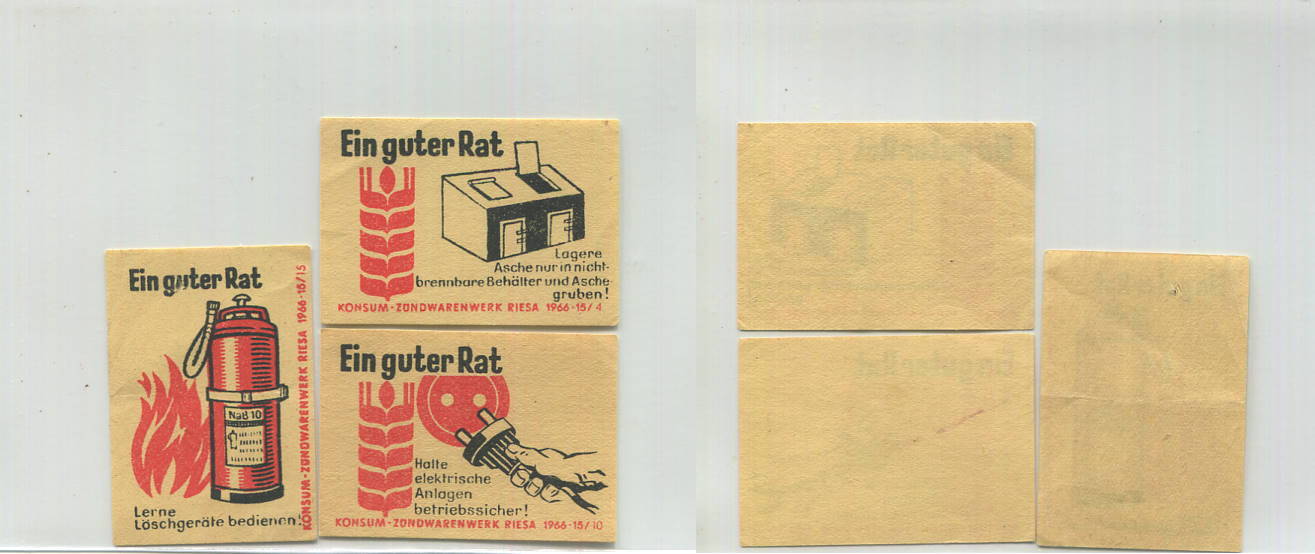 Ein guter Rat
Lagere
Asche nur in nicht-
brennbare Behälter und Asche-
gruben!
KONSUM-ZÜNDWARENWERK RIESA 1966-15/4
Ein guter Rat
NaB 10
Lerne
Löschgeräte bedienen!
KONSUM-ZÜNDWARENWERK RIESA 1966-15/15
Ein guter Rat
Halte
elektrische
Anlagen
betriebssicher!
KONSUM-ZÜNDWARENWERK RIESA 1966-15/10